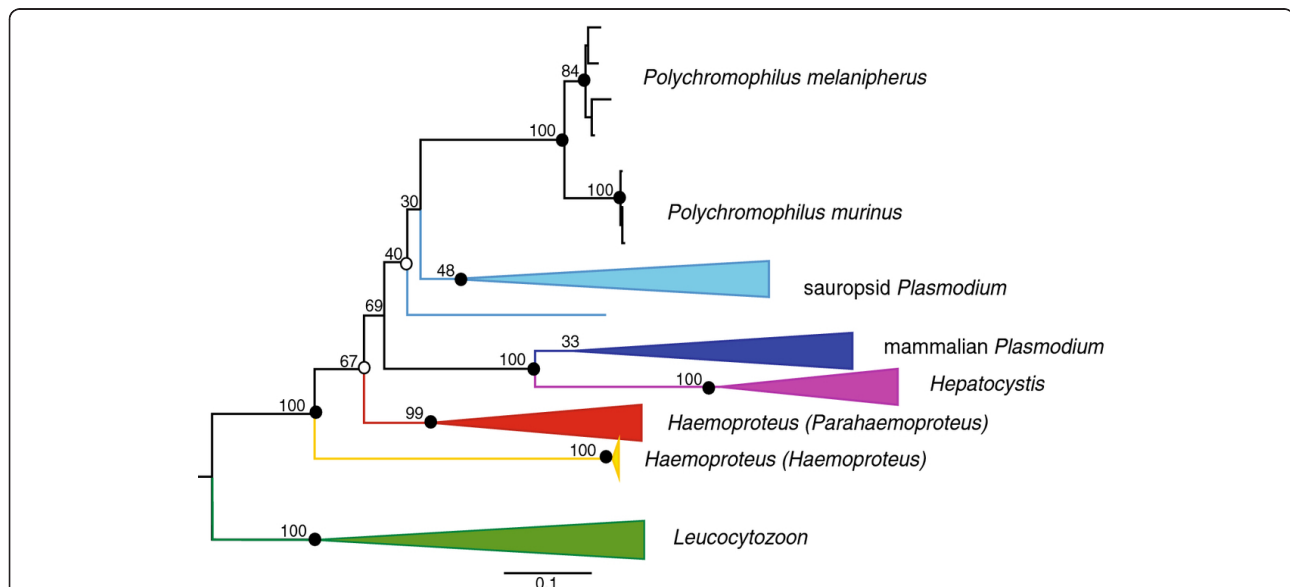 84
Polychromophilus melanipherus
100
100
Polychromophilus murinus
30
40
48
sauropsid Plasmodium
69
33
mammalian Plasmodium
67
100
100
Hepatocystis
100
99
Haemoproteus (Parahaemoproteus)
100
Haemoproteus (Haemoproteus)
100
Leucocytozoon
0.1